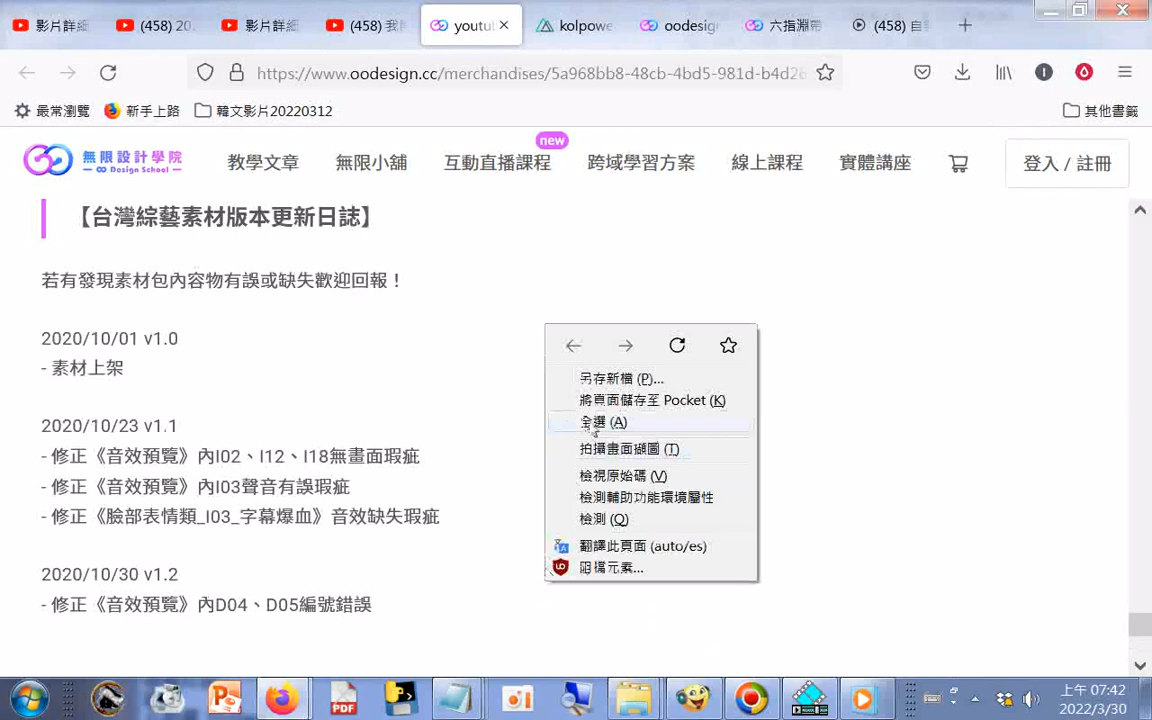 影片詳細
(458) 20
影片詳細
(458) 我
youtu
kolpowe
oodesig
六指淵
(458) 自
https://www.oodesign.cc/merchandises/5a968bb8-48cb-4bd5-981d-b4d2
最常瀏覽
新手上路
韓文影片20220312
其他書籤
無限設計學院
Design School
教學文章
無限小舖
互動直播課程
new
跨域學習方案
線上課程
實體講座
登入 / 註冊
【台灣綜藝素材版本更新日誌】
若有發現素材包內容物有誤或缺失歡迎回報！
2020/10/01 v1.0
- 素材上架
2020/10/23 v1.1
- 修正《音效預覽》內I02、I12、I18無畫面瑕疵
- 修正《音效預覽》內I03聲音有誤瑕疵
- 修正《臉部表情類_I03_字幕爆血》音效缺失瑕疵
2020/10/30 v1.2
- 修正《音效預覽》內D04、D05編號錯誤
另存新檔 (P)...
將頁面儲存至 Pocket (K)
全選 (A)
拍攝畫面擷圖 (T)
檢視原始碼 (V)
檢測輔助功能環境屬性
檢測 (Q)
翻譯此頁面 (auto/es)
阻擋元素...
PDF
上午 07:42
2022/3/30